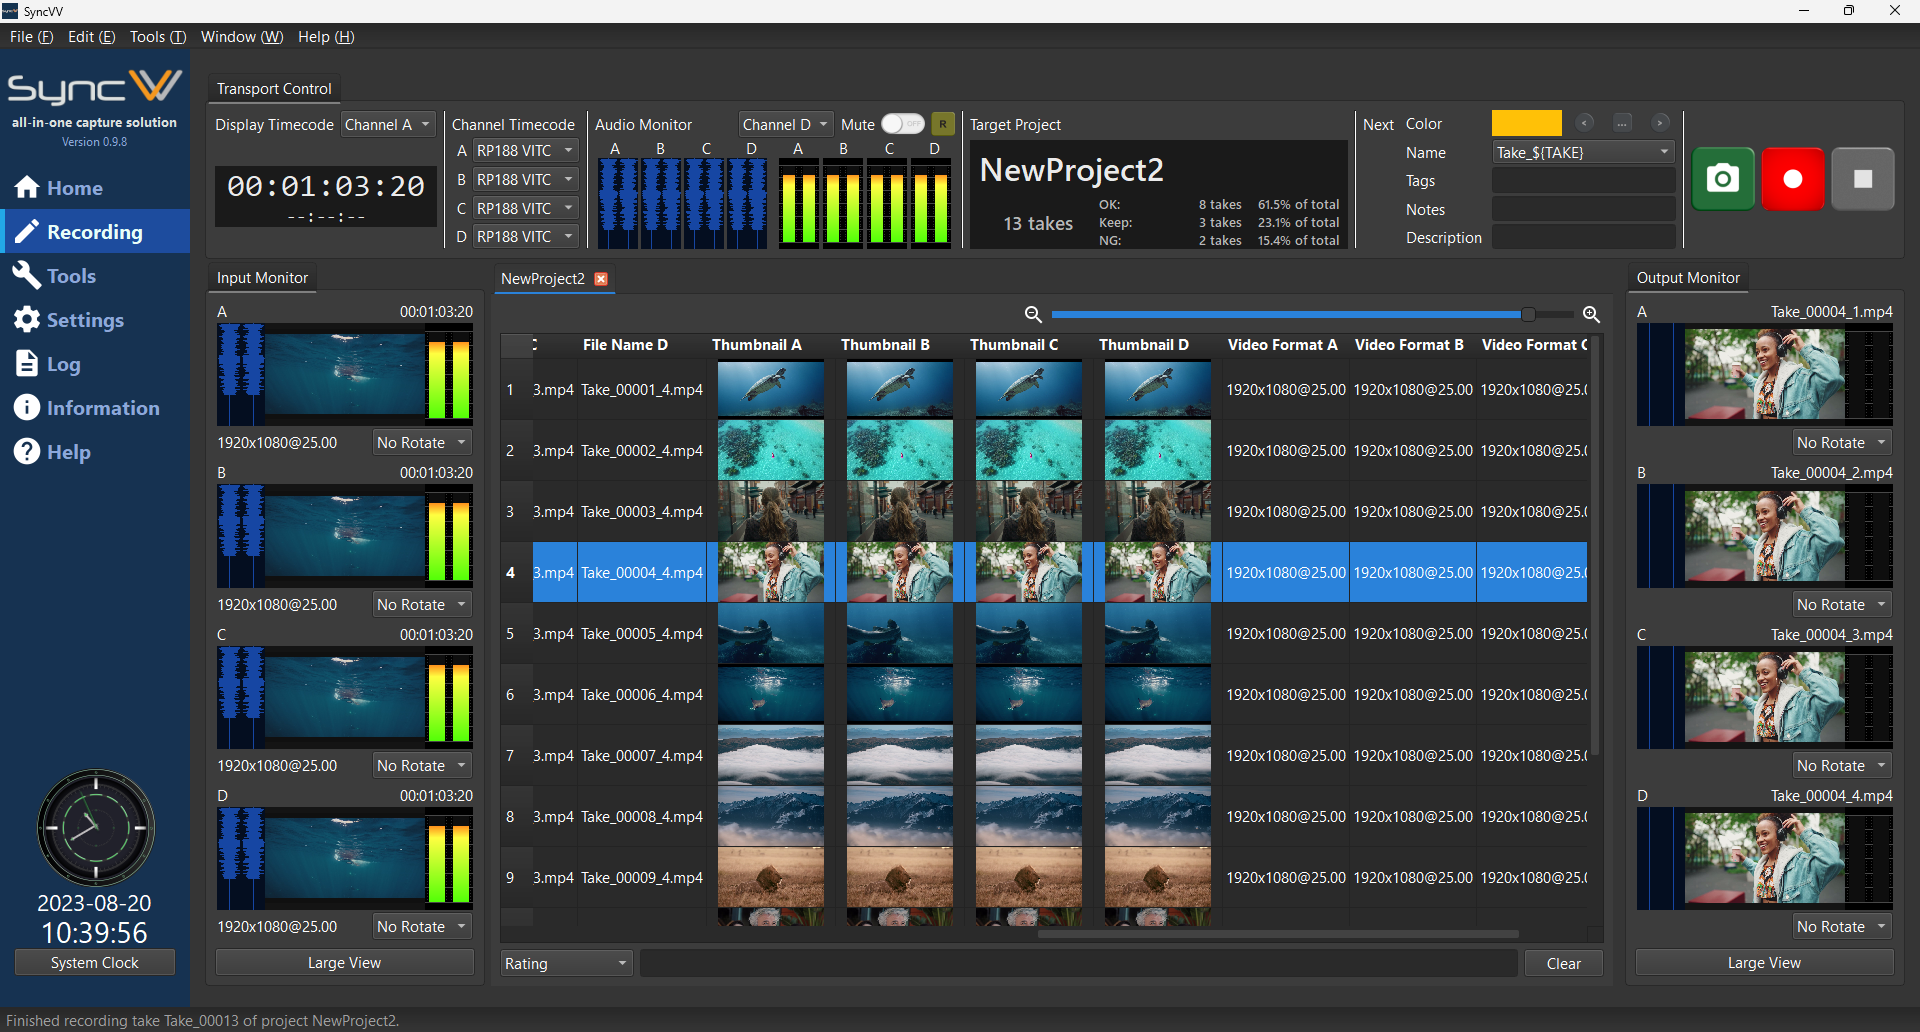 SyncVV
File (F) Edit (E) Tools (T) Window (W) Help (H)
SyncVV
all-in-one capture solution
Version 0.9.8
Home
Recording
Tools
Settings
Log
Information
Help
2023-08-20
10:39:56
System Clock
Transport Control
Display Timecode Channel A
00:01:03:20
--:--:--
Channel Timecode
A RP188 VITC
B RP188 VITC
C RP188 VITC
D RP188 VITC
Audio Monitor Channel D Mute OFF R
A B C D A B C D
Target Project
NewProject2
13 takes
OK: 8 takes 61.5% of total
Keep: 3 takes 23.1% of total
NG: 2 takes 15.4% of total
Next Color < ... >
Name Take_${TAKE}
Tags
Notes
Description
Input Monitor
A 00:01:03:20
1920x1080@25.00 No Rotate
B 00:01:03:20
1920x1080@25.00 No Rotate
C 00:01:03:20
1920x1080@25.00 No Rotate
D 00:01:03:20
1920x1080@25.00 No Rotate
Large View
NewProject2
C File Name D Thumbnail A Thumbnail B Thumbnail C Thumbnail D Video Format A Video Format B Video Format C
1 3.mp4 Take_00001_4.mp4 1920x1080@25.00 1920x1080@25.00 1920x1080@25.0
2 3.mp4 Take_00002_4.mp4 1920x1080@25.00 1920x1080@25.00 1920x1080@25.0
3 3.mp4 Take_00003_4.mp4 1920x1080@25.00 1920x1080@25.00 1920x1080@25.0
4 3.mp4 Take_00004_4.mp4 1920x1080@25.00 1920x1080@25.00 1920x1080@25.0
5 3.mp4 Take_00005_4.mp4 1920x1080@25.00 1920x1080@25.00 1920x1080@25.0
6 3.mp4 Take_00006_4.mp4 1920x1080@25.00 1920x1080@25.00 1920x1080@25.0
7 3.mp4 Take_00007_4.mp4 1920x1080@25.00 1920x1080@25.00 1920x1080@25.0
8 3.mp4 Take_00008_4.mp4 1920x1080@25.00 1920x1080@25.00 1920x1080@25.0
9 3.mp4 Take_00009_4.mp4 1920x1080@25.00 1920x1080@25.00 1920x1080@25.0
Rating Clear
Output Monitor
A Take_00004_1.mp4
No Rotate
B Take_00004_2.mp4
No Rotate
C Take_00004_3.mp4
No Rotate
D Take_00004_4.mp4
No Rotate
Large View
Finished recording take Take_00013 of project NewProject2.